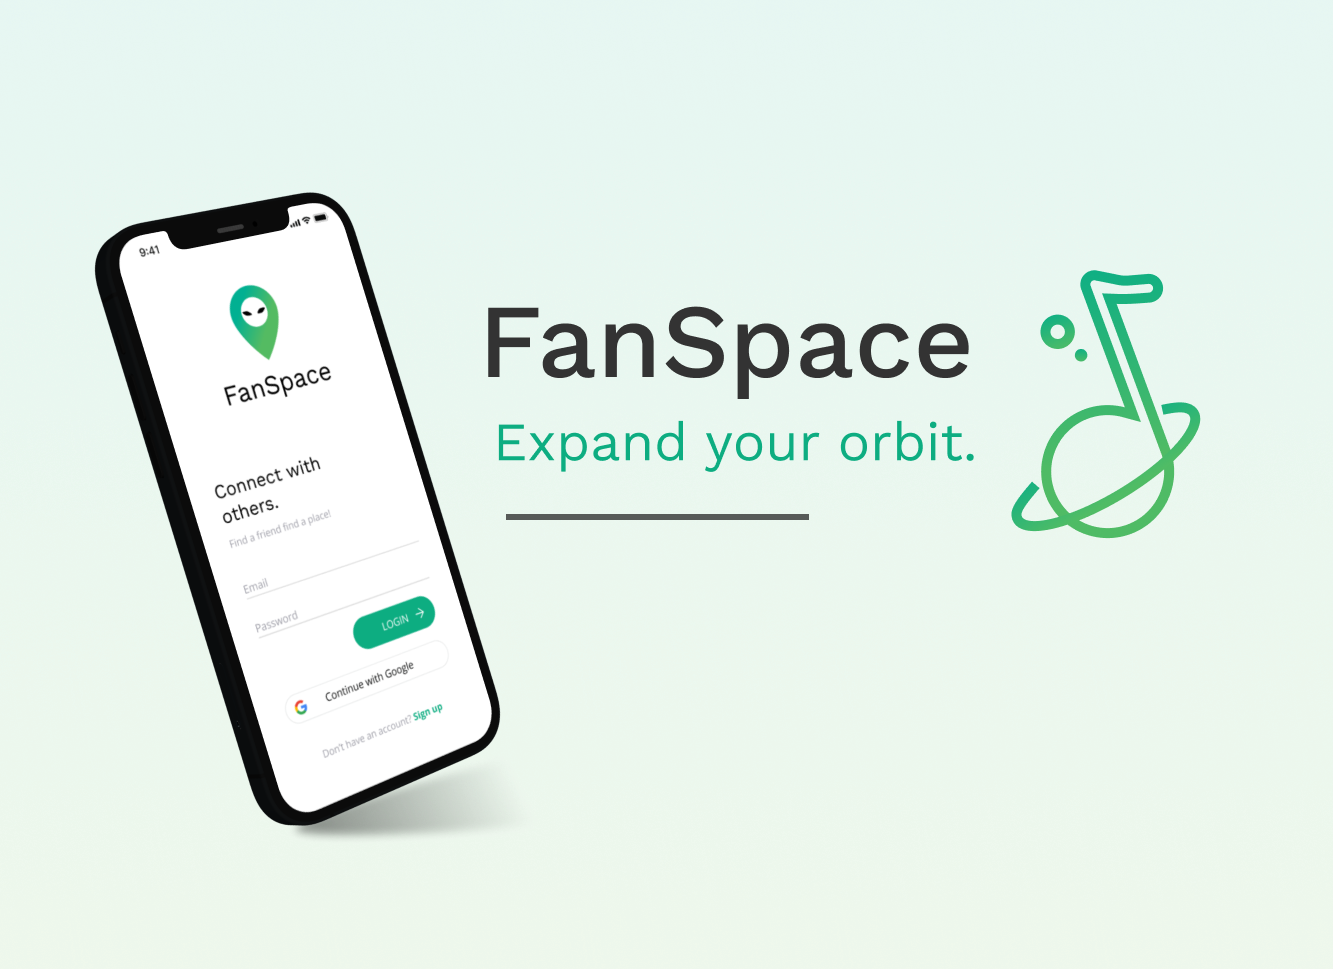 9:41
FanSpace
Connect with
others.
Find a friend find a place!
Email
Password
LOGIN
Continue with Google
Don't have an account? Sign up
FanSpace
Expand your orbit.